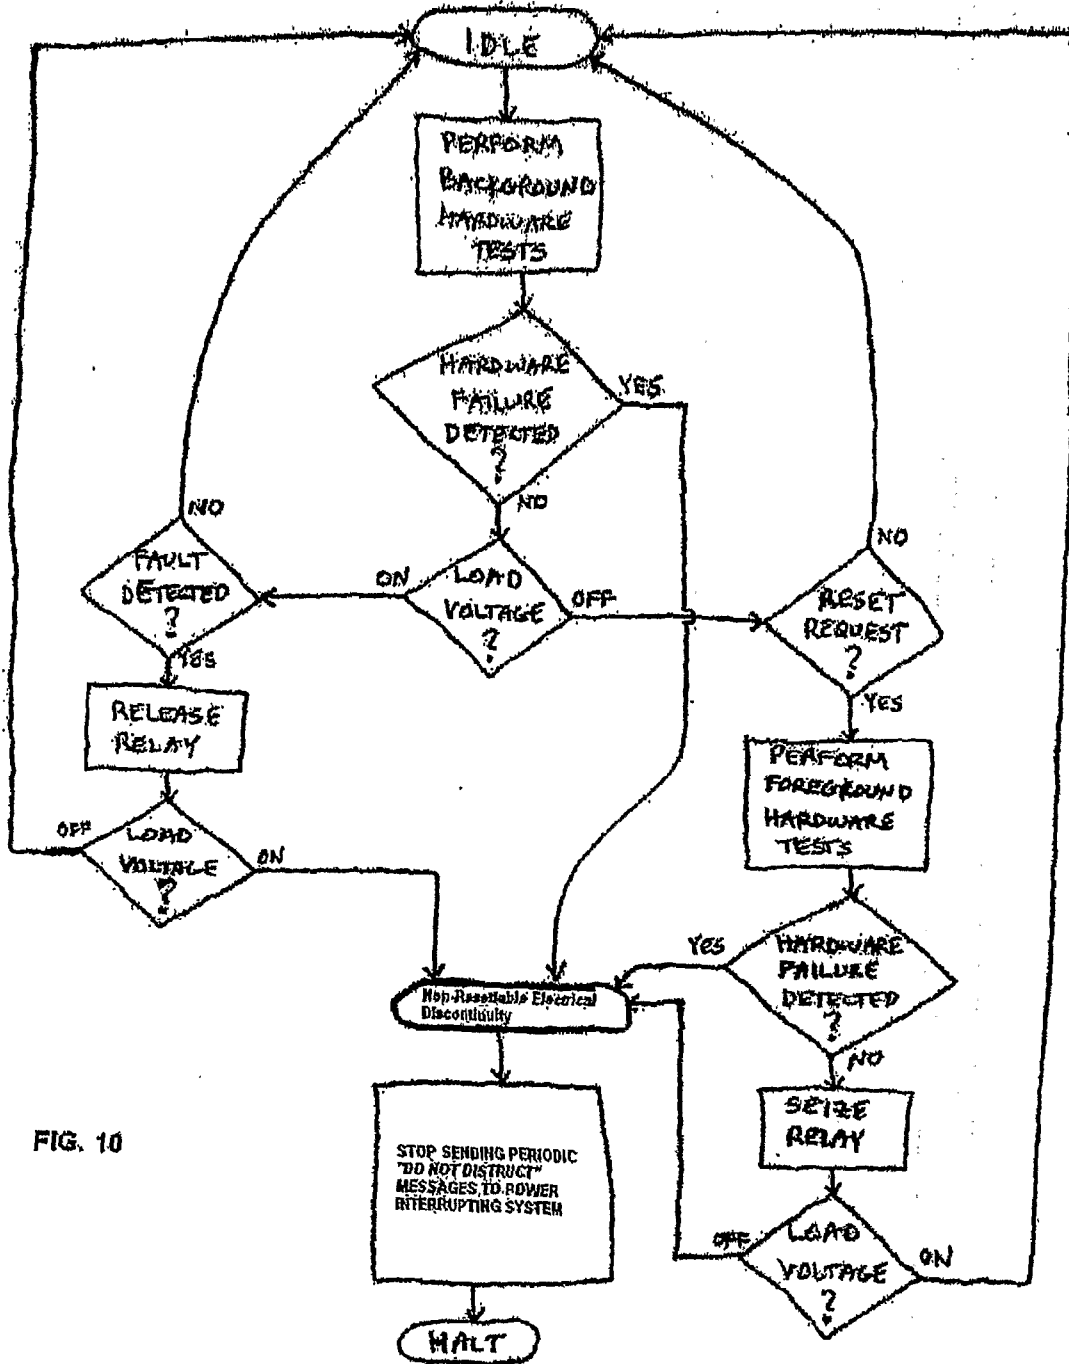 IDLE
PERFORM
BACKGROUND
HARDWARE
TESTS
HARDWARE
FAILURE
DETECTED
?
YES
NO
LOAD
VOLTAGE
?
ON
OFF
NO
FAULT
DETECTED
?
YES
RELEASE
RELAY
LOAD
VOLTAGE
?
OFF
ON
NO
RESET
REQUEST
?
YES
PERFORM
FOREGROUND
HARDWARE
TESTS
HARDWARE
FAILURE
DETECTED
?
YES
NO
SEIZE
RELAY
LOAD
VOLTAGE
?
OFF
ON
Non-Resettable Electrical
Discontinuity
STOP SENDING PERIODIC
"DO NOT DISTRUCT"
MESSAGES TO POWER
INTERRUPTING SYSTEM
HALT
FIG. 10